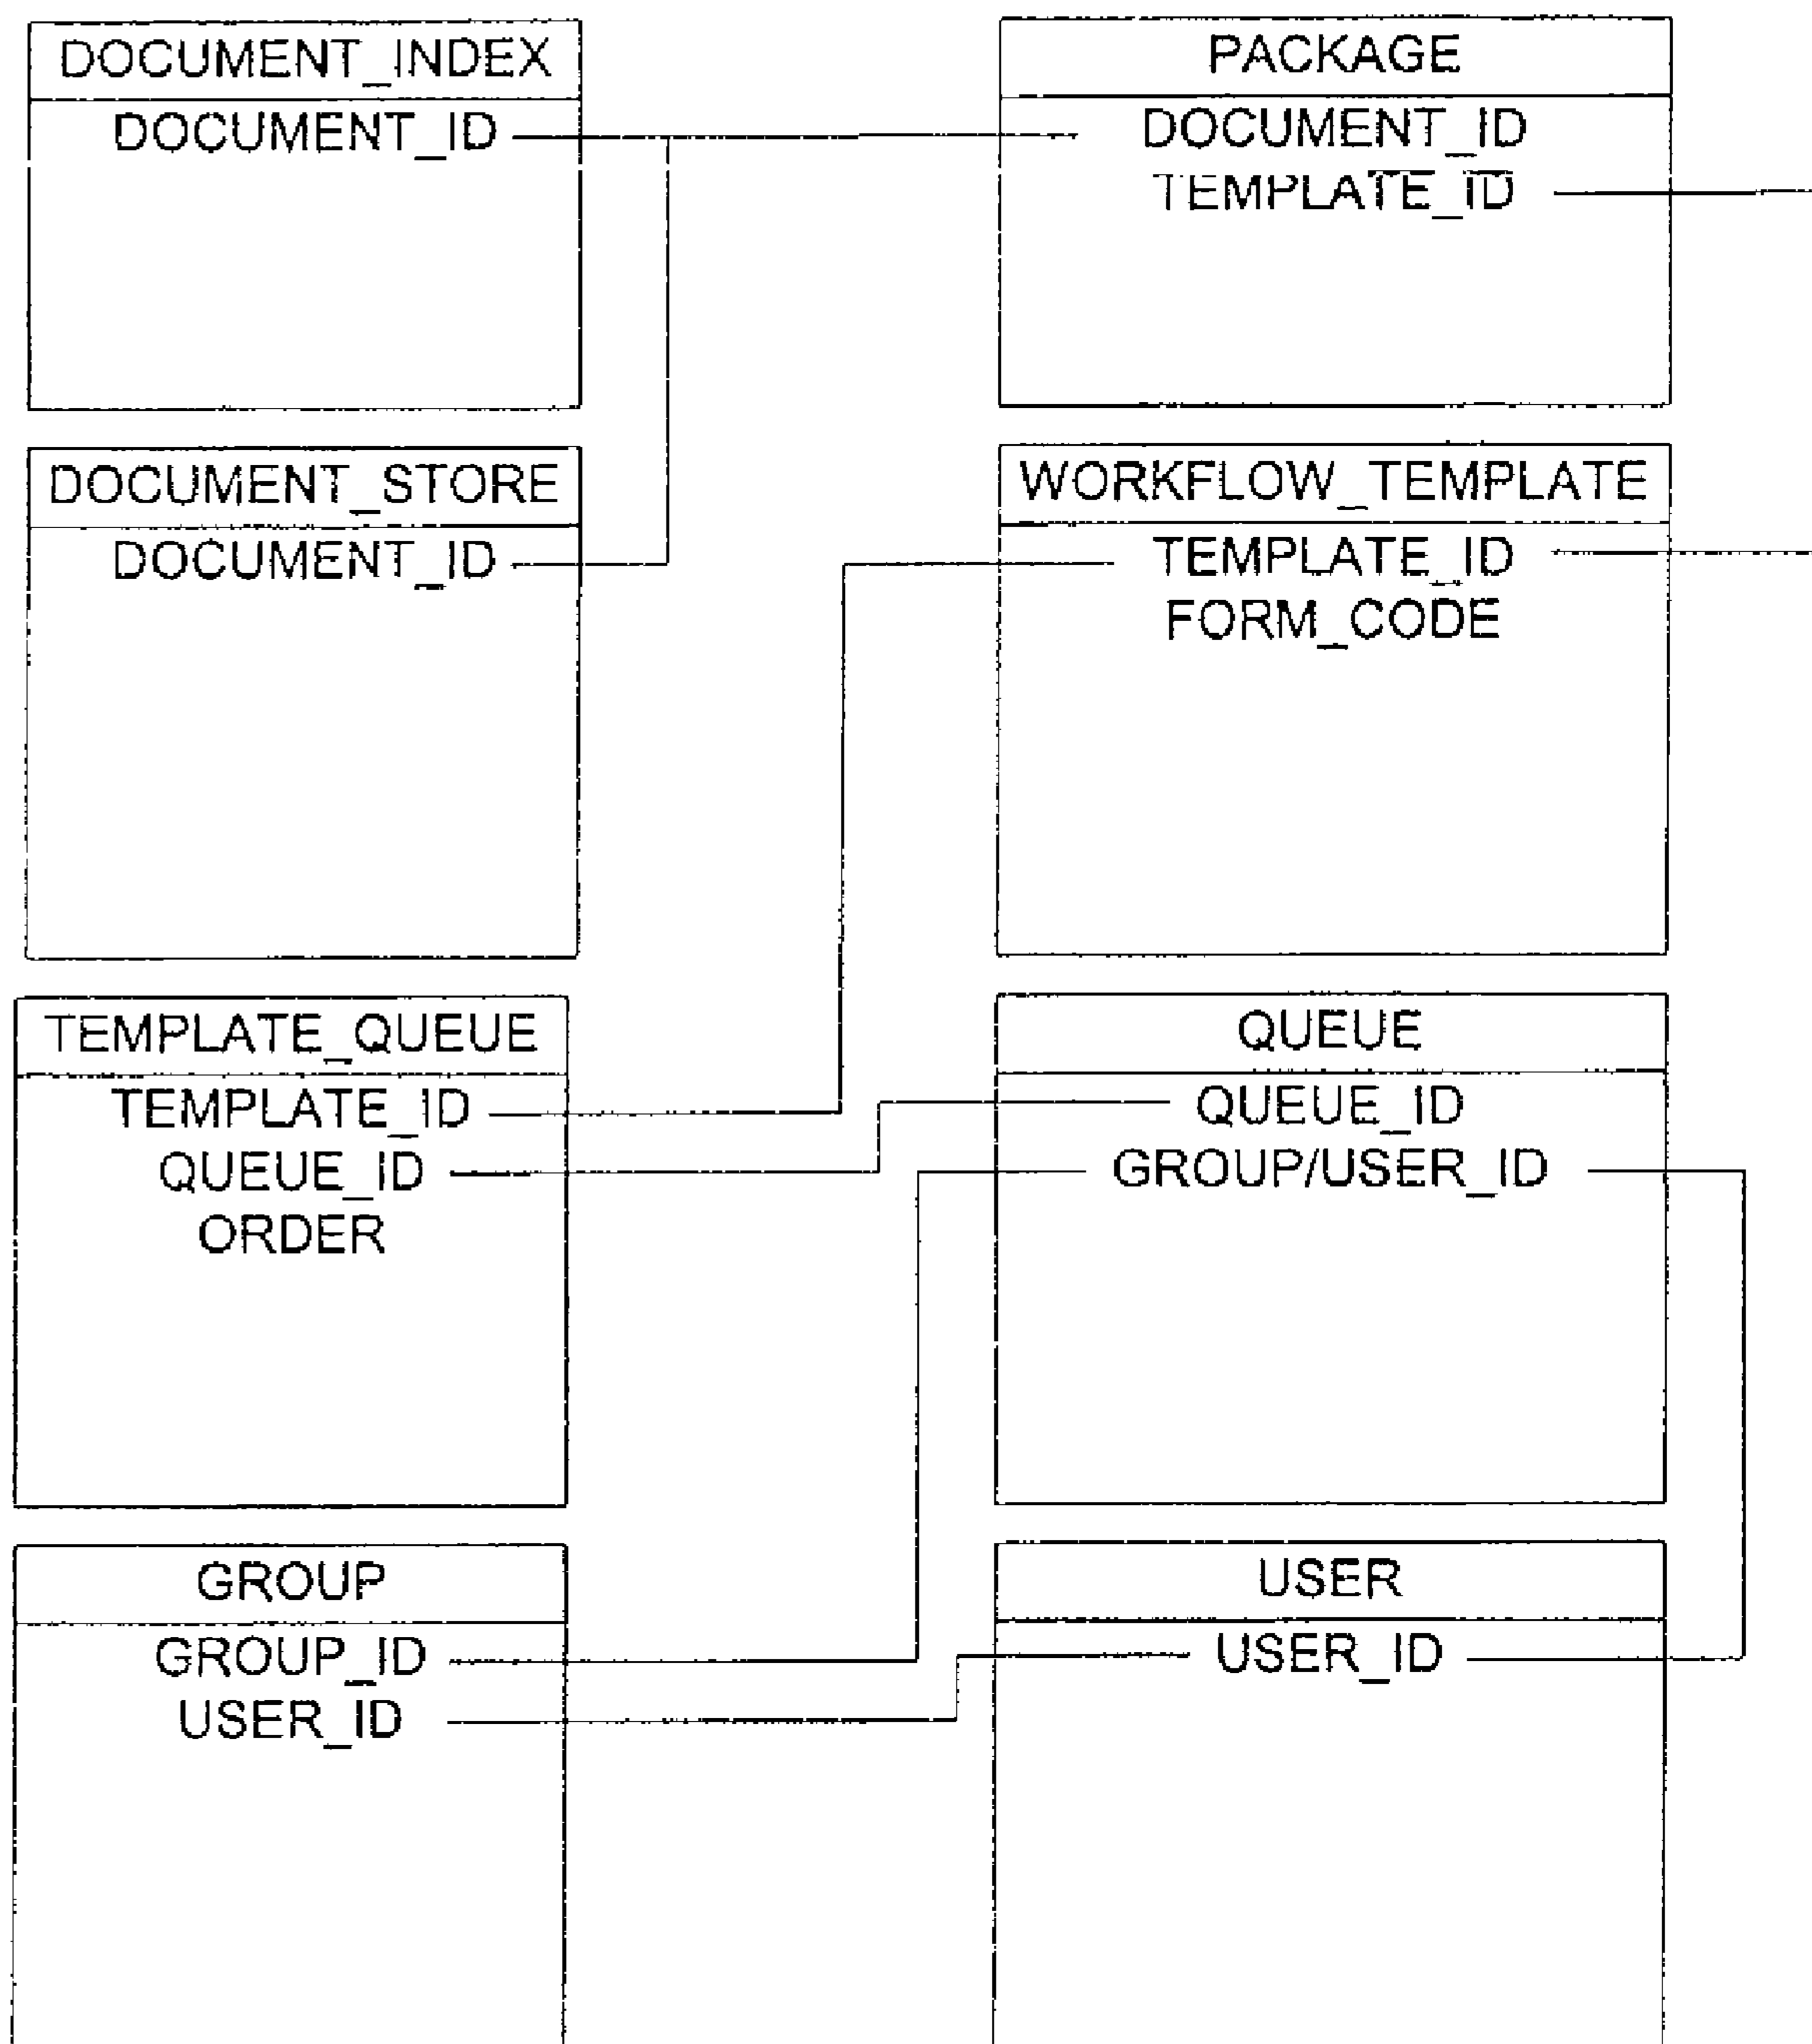 DOCUMENT_INDEX
DOCUMENT_ID
PACKAGE
DOCUMENT_ID
TEMPLATE_ID
DOCUMENT_STORE
DOCUMENT_ID
WORKFLOW_TEMPLATE
TEMPLATE_ID
FORM_CODE
TEMPLATE_QUEUE
TEMPLATE_ID
QUEUE_ID
ORDER
QUEUE
QUEUE_ID
GROUP/USER_ID
GROUP
GROUP_ID
USER_ID
USER
USER_ID